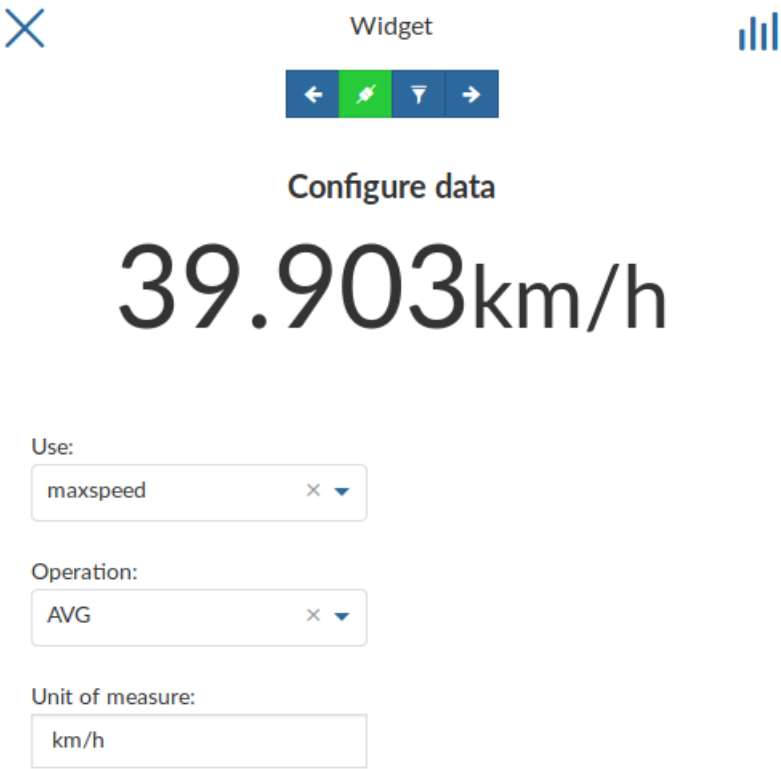 Widget
Configure data
39.903km/h
Use:
maxspeed
Operation:
AVG
Unit of measure:
km/h